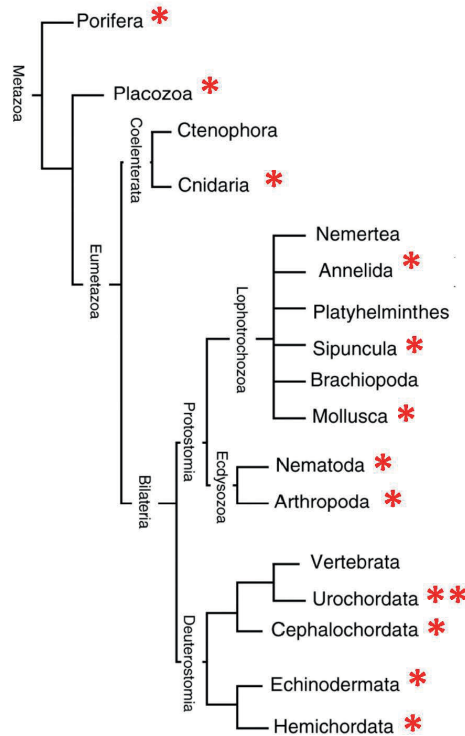 Porifera *
Metazoa
Placozoa *
Coelenterata
Ctenophora
Cnidaria *
Eumetazoa
Nemertea
Annelida *
Lophotrochozoa
Platyhelminthes
Sipuncula *
Brachiopoda
Mollusca *
Protostomia
Ecdysozoa
Nematoda *
Arthropoda *
Bilateria
Vertebrata
Urochordata **
Deuterostomia
Cephalochordata *
Echinodermata *
Hemichordata *